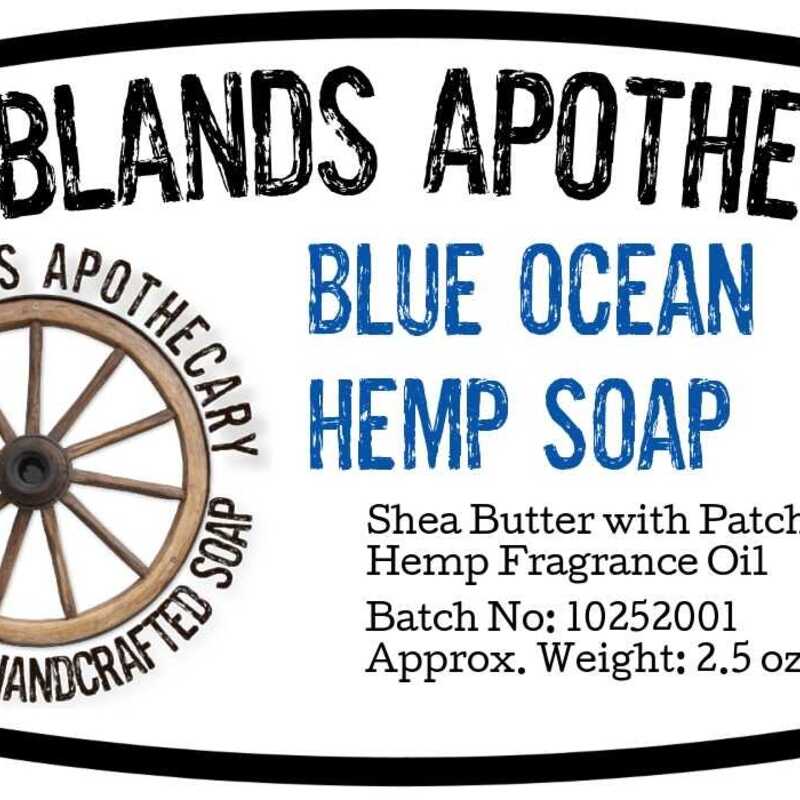 BLANDS APOTHE
S APOTHECARY
HANDCRAFTED SOAP
BLUE OCEAN
HEMP SOAP
Shea Butter with Patch
Hemp Fragrance Oil
Batch No: 10252001
Approx. Weight: 2.5 oz